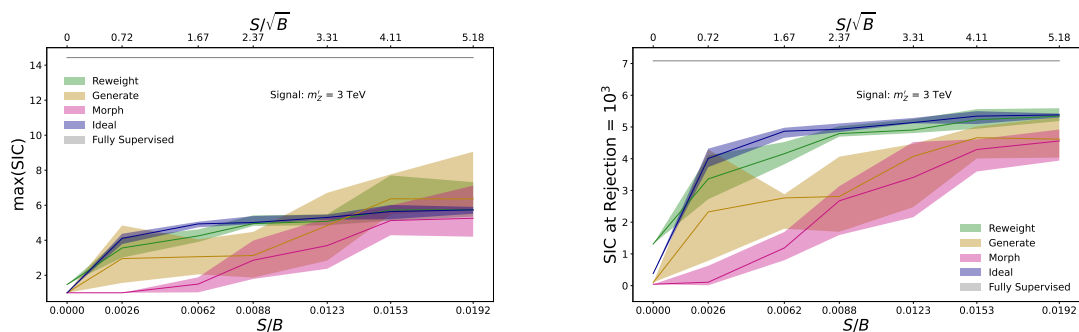 S/√B
0 0.72 1.67 2.37 3.31 4.11 5.18
14
12
10
8
6
4
2
max(SIC)
Reweight
Generate
Morph
Ideal
Fully Supervised
Signal: m′_Z = 3 TeV
0.0000 0.0026 0.0062 0.0088 0.0123 0.0153 0.0192
S/B
S/√B
0 0.72 1.67 2.37 3.31 4.11 5.18
7
6
5
4
3
2
1
0
SIC at Rejection = 10³
Signal: m′_Z = 3 TeV
Reweight
Generate
Morph
Ideal
Fully Supervised
0.0000 0.0026 0.0062 0.0088 0.0123 0.0153 0.0192
S/B